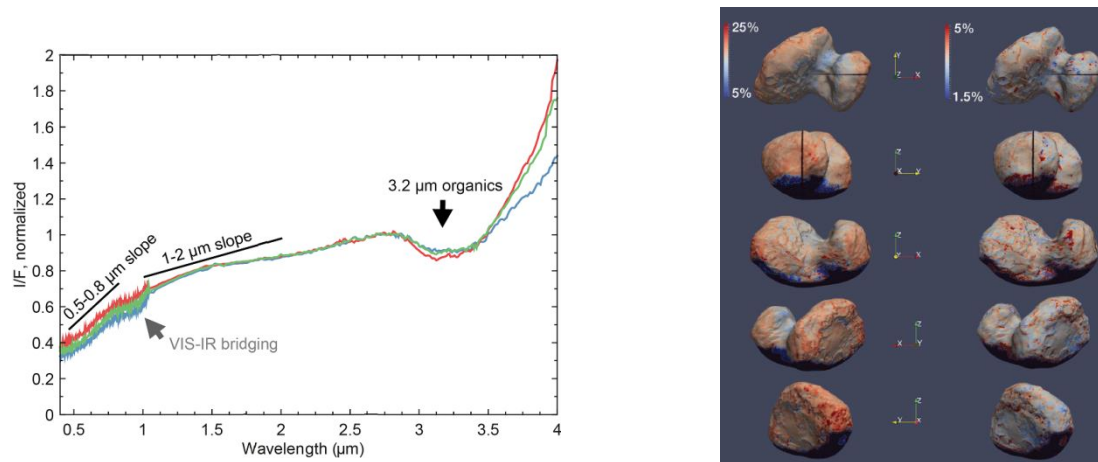 2
1.8
1.6
1.4
1.2
1
0.8
0.6
0.4
0.2
0
I/F, normalized
0.5-0.8 µm slope
1-2 µm slope
3.2 µm organics
VIS-IR bridging
0.5 1 1.5 2 2.5 3 3.5 4
Wavelength (µm)
25%
5%
Y
Z X
5%
1.5%
Z
X Y
Z
Y
Z
X Y
Z
Y X